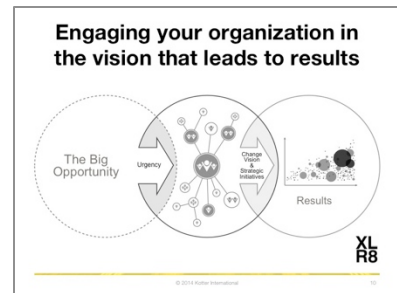 Engaging your organization in
the vision that leads to results
The Big
Opportunity
Urgency
Change
Vision
&
Strategic
Initiatives
Results
XL
R8
© 2014 Kotter International
10